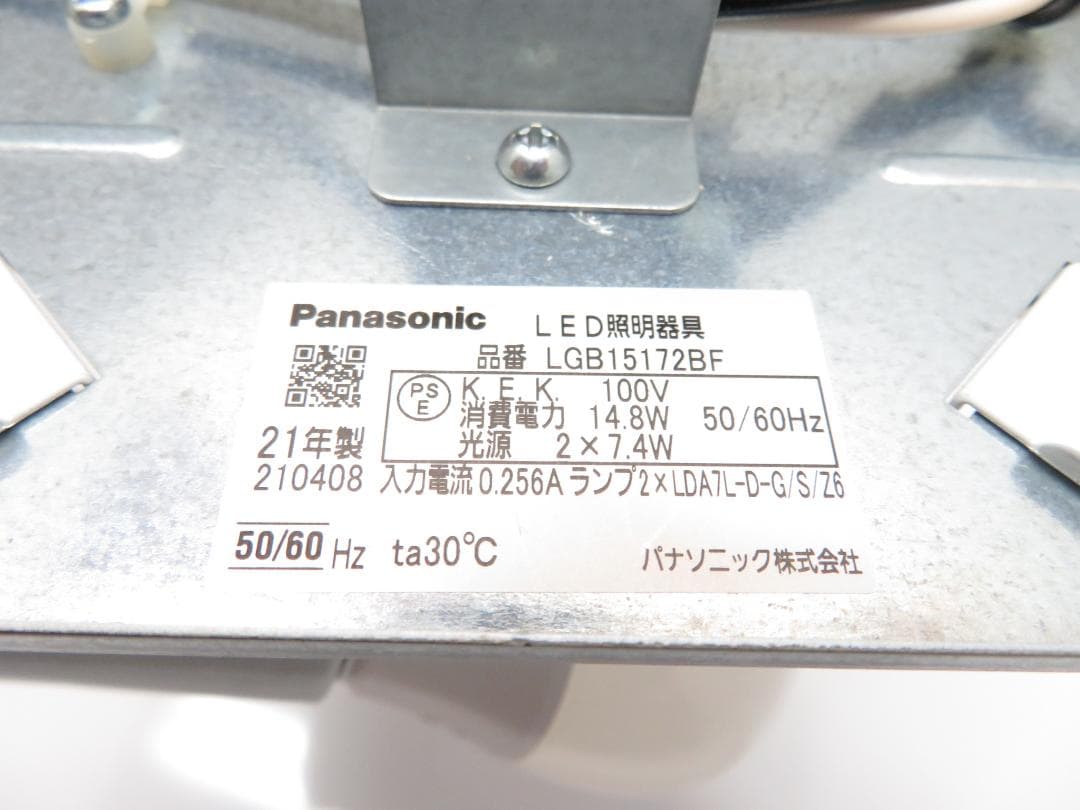 Panasonic LED照明器具
品番 LGB15172BF
PS E K. E. K. 100V
消費電力 14.8W 50/60Hz
光源 2×7.4W
21年製
210408 入力電流0.256A ランプ2×LDA7L-D-G/S/Z6
50/60 Hz ta30℃ パナソニック株式会社